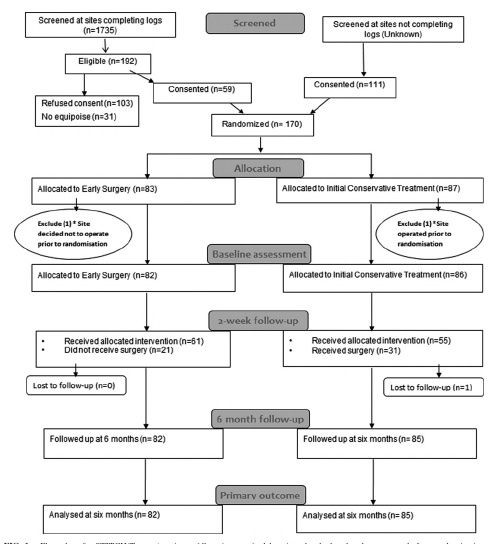 Screened at sites completing
logs
(n=1735)
Screened
Screened at sites not completing
logs (Unknown)
Eligible (n=192)
Refused consent (n=103)
No equipoise (n=31)
Consented (n=59)
Consented (n=111)
Randomized (n= 170)
Allocation
Allocated to Early Surgery (n=83)
Allocated to Initial Conservative Treatment (n=87)
Exclude (1) * Site
decided not to operate
prior to randomisation
Exclude (1) * Site
operated prior to
randomisation
Baseline assessment
Allocated to Early Surgery (n=82)
Allocated to Initial Conservative Treatment (n=86)
2-week follow-up
• Received allocated intervention (n=61)
• Did not receive surgery (n=21)
• Received allocated intervention (n=55)
• Received surgery (n=31)
Lost to follow-up (n=0)
Lost to follow-up (n=1)
6 month follow-up
Followed up at 6 months (n= 82)
Followed up at six months (n= 85)
Primary outcome
Analysed at six months (n= 82)
Analysed at six months (n= 85)